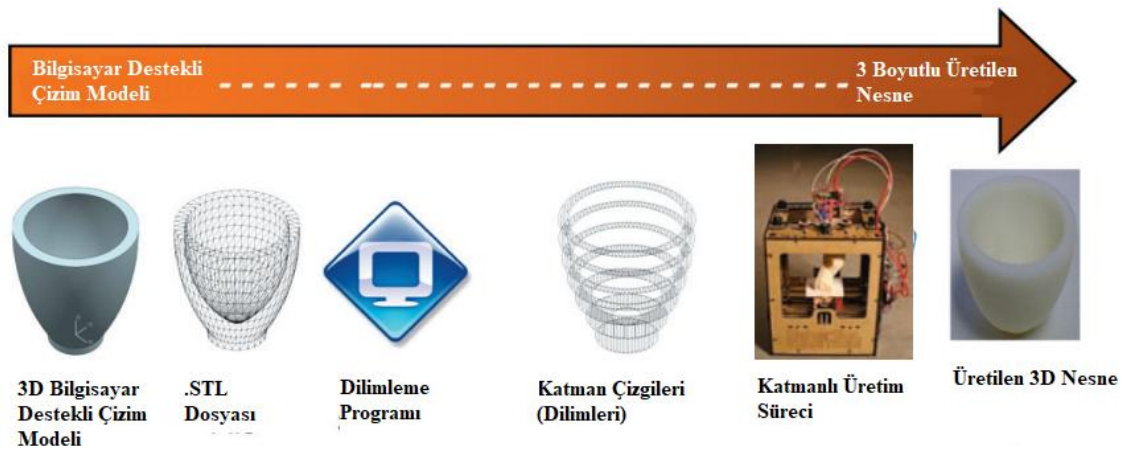 Bilgisayar Destekli
Çizim Modeli
3 Boyutlu Üretilen
Nesne
3D Bilgisayar
Destekli Çizim
Modeli
.STL
Dosyası
Dilimleme
Programı
Katman Çizgileri
(Dilimleri)
Katmanlı Üretim
Süreci
Üretilen 3D Nesne